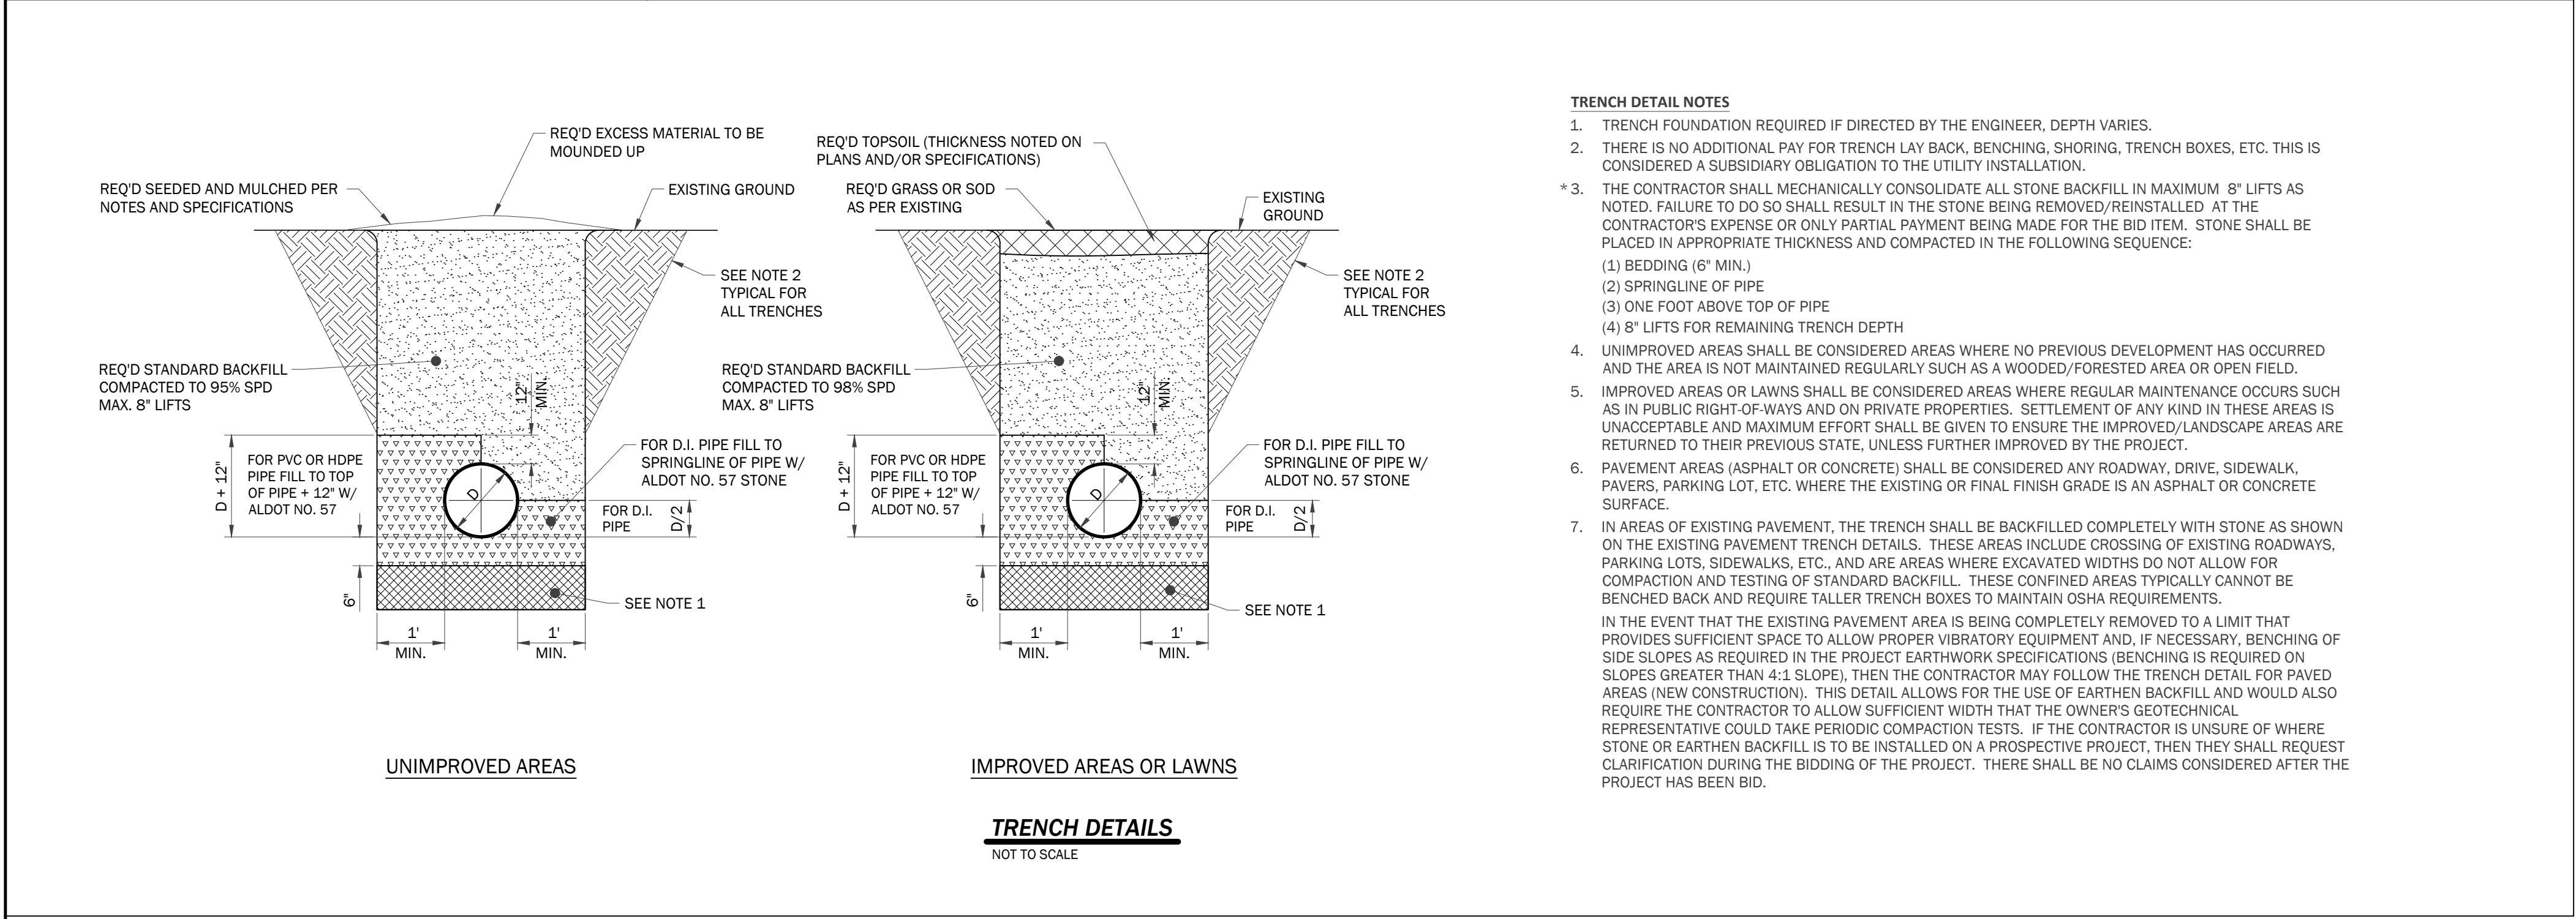 REQ'D EXCESS MATERIAL TO BE
MOUNDED UP
REQ'D SEEDED AND MULCHED PER
NOTES AND SPECIFICATIONS
EXISTING GROUND
SEE NOTE 2
TYPICAL FOR
ALL TRENCHES
REQ'D STANDARD BACKFILL
COMPACTED TO 95% SPD
MAX. 8" LIFTS
12"
MIN.
D + 12"
FOR PVC OR HDPE
PIPE FILL TO TOP
OF PIPE + 12" W/
ALDOT NO. 57
D
FOR D.I. PIPE FILL TO
SPRINGLINE OF PIPE W/
ALDOT NO. 57 STONE
FOR D.I.
PIPE
D/2
6"
SEE NOTE 1
1'
MIN.
1'
MIN.
UNIMPROVED AREAS
REQ'D TOPSOIL (THICKNESS NOTED ON
PLANS AND/OR SPECIFICATIONS)
REQ'D GRASS OR SOD
AS PER EXISTING
EXISTING
GROUND
SEE NOTE 2
TYPICAL FOR
ALL TRENCHES
REQ'D STANDARD BACKFILL
COMPACTED TO 98% SPD
MAX. 8" LIFTS
12"
MIN.
D + 12"
FOR PVC OR HDPE
PIPE FILL TO TOP
OF PIPE + 12" W/
ALDOT NO. 57
D
FOR D.I. PIPE FILL TO
SPRINGLINE OF PIPE W/
ALDOT NO. 57 STONE
FOR D.I.
PIPE
D/2
6"
SEE NOTE 1
1'
MIN.
1'
MIN.
IMPROVED AREAS OR LAWNS
TRENCH DETAILS
NOT TO SCALE
TRENCH DETAIL NOTES
1. TRENCH FOUNDATION REQUIRED IF DIRECTED BY THE ENGINEER, DEPTH VARIES.
2. THERE IS NO ADDITIONAL PAY FOR TRENCH LAY BACK, BENCHING, SHORING, TRENCH BOXES, ETC. THIS IS
CONSIDERED A SUBSIDIARY OBLIGATION TO THE UTILITY INSTALLATION.
* 3. THE CONTRACTOR SHALL MECHANICALLY CONSOLIDATE ALL STONE BACKFILL IN MAXIMUM 8" LIFTS AS
NOTED. FAILURE TO DO SO SHALL RESULT IN THE STONE BEING REMOVED/REINSTALLED AT THE
CONTRACTOR'S EXPENSE OR ONLY PARTIAL PAYMENT BEING MADE FOR THE BID ITEM. STONE SHALL BE
PLACED IN APPROPRIATE THICKNESS AND COMPACTED IN THE FOLLOWING SEQUENCE:
(1) BEDDING (6" MIN.)
(2) SPRINGLINE OF PIPE
(3) ONE FOOT ABOVE TOP OF PIPE
(4) 8" LIFTS FOR REMAINING TRENCH DEPTH
4. UNIMPROVED AREAS SHALL BE CONSIDERED AREAS WHERE NO PREVIOUS DEVELOPMENT HAS OCCURRED
AND THE AREA IS NOT MAINTAINED REGULARLY SUCH AS A WOODED/FORESTED AREA OR OPEN FIELD.
5. IMPROVED AREAS OR LAWNS SHALL BE CONSIDERED AREAS WHERE REGULAR MAINTENANCE OCCURS SUCH
AS IN PUBLIC RIGHT-OF-WAYS AND ON PRIVATE PROPERTIES. SETTLEMENT OF ANY KIND IN THESE AREAS IS
UNACCEPTABLE AND MAXIMUM EFFORT SHALL BE GIVEN TO ENSURE THE IMPROVED/LANDSCAPE AREAS ARE
RETURNED TO THEIR PREVIOUS STATE, UNLESS FURTHER IMPROVED BY THE PROJECT.
6. PAVEMENT AREAS (ASPHALT OR CONCRETE) SHALL BE CONSIDERED ANY ROADWAY, DRIVE, SIDEWALK,
PAVERS, PARKING LOT, ETC. WHERE THE EXISTING OR FINAL FINISH GRADE IS AN ASPHALT OR CONCRETE
SURFACE.
7. IN AREAS OF EXISTING PAVEMENT, THE TRENCH SHALL BE BACKFILLED COMPLETELY WITH STONE AS SHOWN
ON THE EXISTING PAVEMENT TRENCH DETAILS. THESE AREAS INCLUDE CROSSING OF EXISTING ROADWAYS,
PARKING LOTS, SIDEWALKS, ETC., AND ARE AREAS WHERE EXCAVATED WIDTHS DO NOT ALLOW FOR
COMPACTION AND TESTING OF STANDARD BACKFILL. THESE CONFINED AREAS TYPICALLY CANNOT BE
BENCHED BACK AND REQUIRE TALLER TRENCH BOXES TO MAINTAIN OSHA REQUIREMENTS.
IN THE EVENT THAT THE EXISTING PAVEMENT AREA IS BEING COMPLETELY REMOVED TO A LIMIT THAT
PROVIDES SUFFICIENT SPACE TO ALLOW PROPER VIBRATORY EQUIPMENT AND, IF NECESSARY, BENCHING OF
SIDE SLOPES AS REQUIRED IN THE PROJECT EARTHWORK SPECIFICATIONS (BENCHING IS REQUIRED ON
SLOPES GREATER THAN 4:1 SLOPE), THEN THE CONTRACTOR MAY FOLLOW THE TRENCH DETAIL FOR PAVED
AREAS (NEW CONSTRUCTION). THIS DETAIL ALLOWS FOR THE USE OF EARTHEN BACKFILL AND WOULD ALSO
REQUIRE THE CONTRACTOR TO ALLOW SUFFICIENT WIDTH THAT THE OWNER'S GEOTECHNICAL
REPRESENTATIVE COULD TAKE PERIODIC COMPACTION TESTS. IF THE CONTRACTOR IS UNSURE OF WHERE
STONE OR EARTHEN BACKFILL IS TO BE INSTALLED ON A PROSPECTIVE PROJECT, THEN THEY SHALL REQUEST
CLARIFICATION DURING THE BIDDING OF THE PROJECT. THERE SHALL BE NO CLAIMS CONSIDERED AFTER THE
PROJECT HAS BEEN BID.